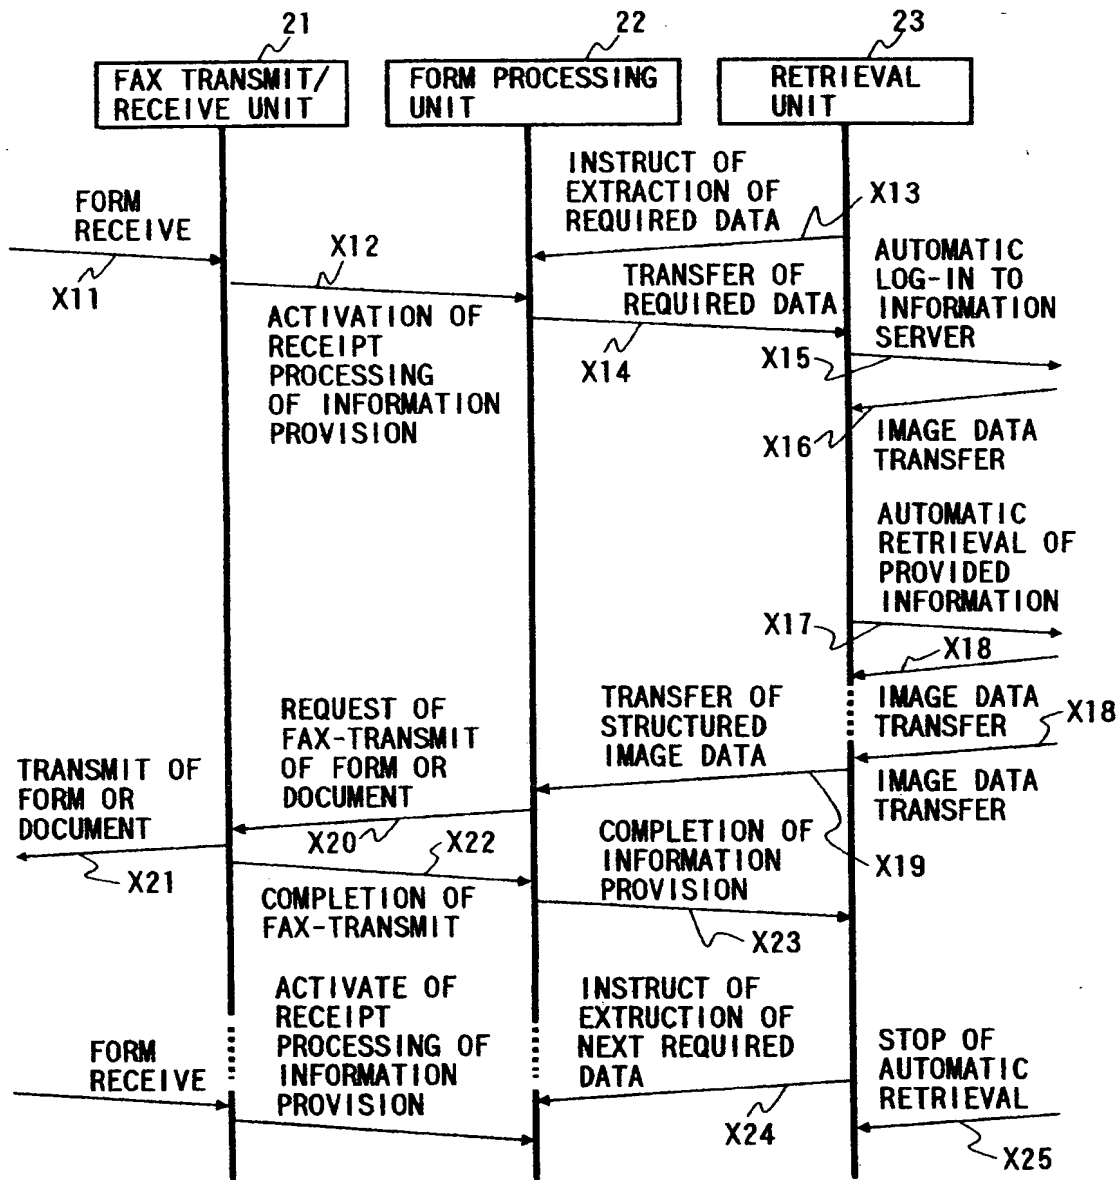 21
22
23
FAX TRANSMIT/
RECEIVE UNIT
FORM PROCESSING
UNIT
RETRIEVAL
UNIT
INSTRUCT OF
EXTRACTION OF
REQUIRED DATA
X13
FORM
RECEIVE
X11
X12
ACTIVATION OF
RECEIPT
PROCESSING
OF INFORMATION
PROVISION
TRANSFER OF
REQUIRED DATA
X14
AUTOMATIC
LOG-IN TO
INFORMATION
SERVER
X15
X16
IMAGE DATA
TRANSFER
AUTOMATIC
RETRIEVAL OF
PROVIDED
INFORMATION
X17
X18
IMAGE DATA
TRANSFER
X18
IMAGE DATA
TRANSFER
TRANSFER OF
STRUCTURED
IMAGE DATA
X19
REQUEST OF
FAX-TRANSMIT
OF FORM OR
DOCUMENT
X20
TRANSMIT OF
FORM OR
DOCUMENT
X21
X22
COMPLETION OF
FAX-TRANSMIT
COMPLETION OF
INFORMATION
PROVISION
X23
FORM
RECEIVE
ACTIVATE OF
RECEIPT
PROCESSING OF
INFORMATION
PROVISION
INSTRUCT OF
EXTRUCTION OF
NEXT REQUIRED
DATA
X24
STOP OF
AUTOMATIC
RETRIEVAL
X25